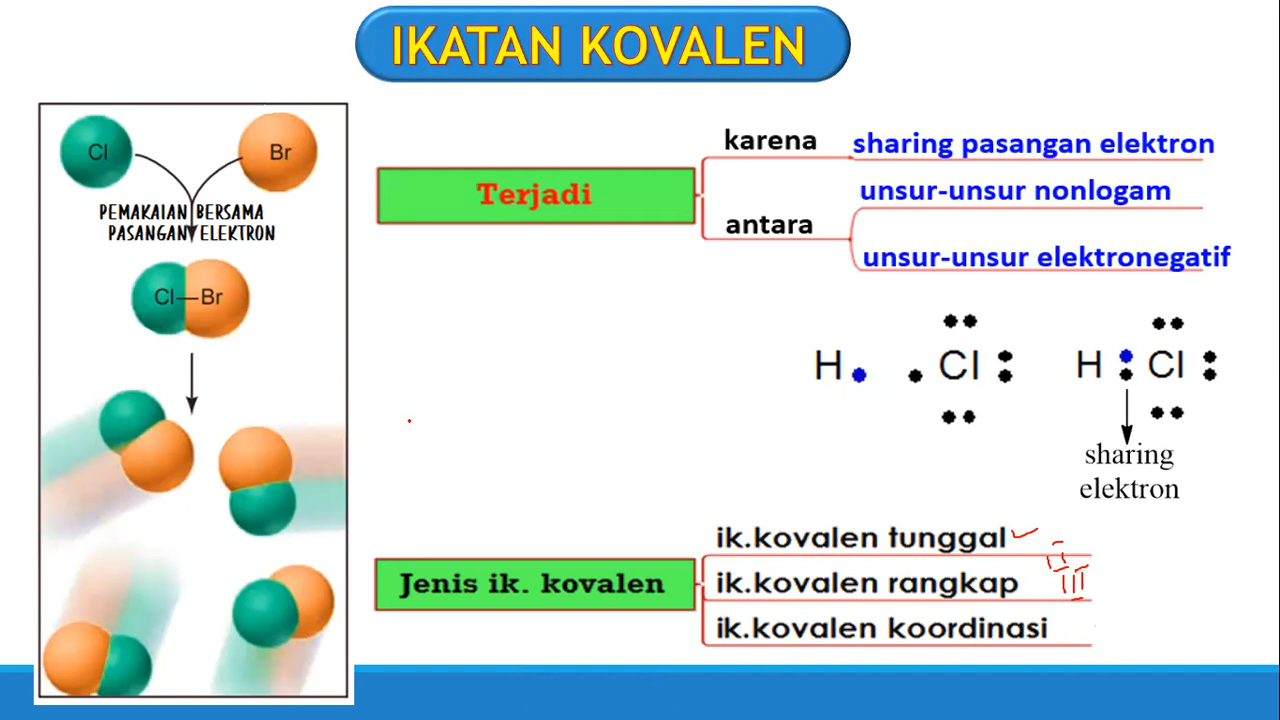 IKATAN KOVALEN
Cl
Br
PEMAKAIAN BERSAMA
PASANGAN ELEKTRON
Cl—Br
Terjadi
karena
sharing pasangan elektron
antara
unsur-unsur nonlogam
unsur-unsur elektronegatif
H
Cl
H
Cl
sharing
elektron
Jenis ik. kovalen
ik.kovalen tunggal
ik.kovalen rangkap
II
III
ik.kovalen koordinasi